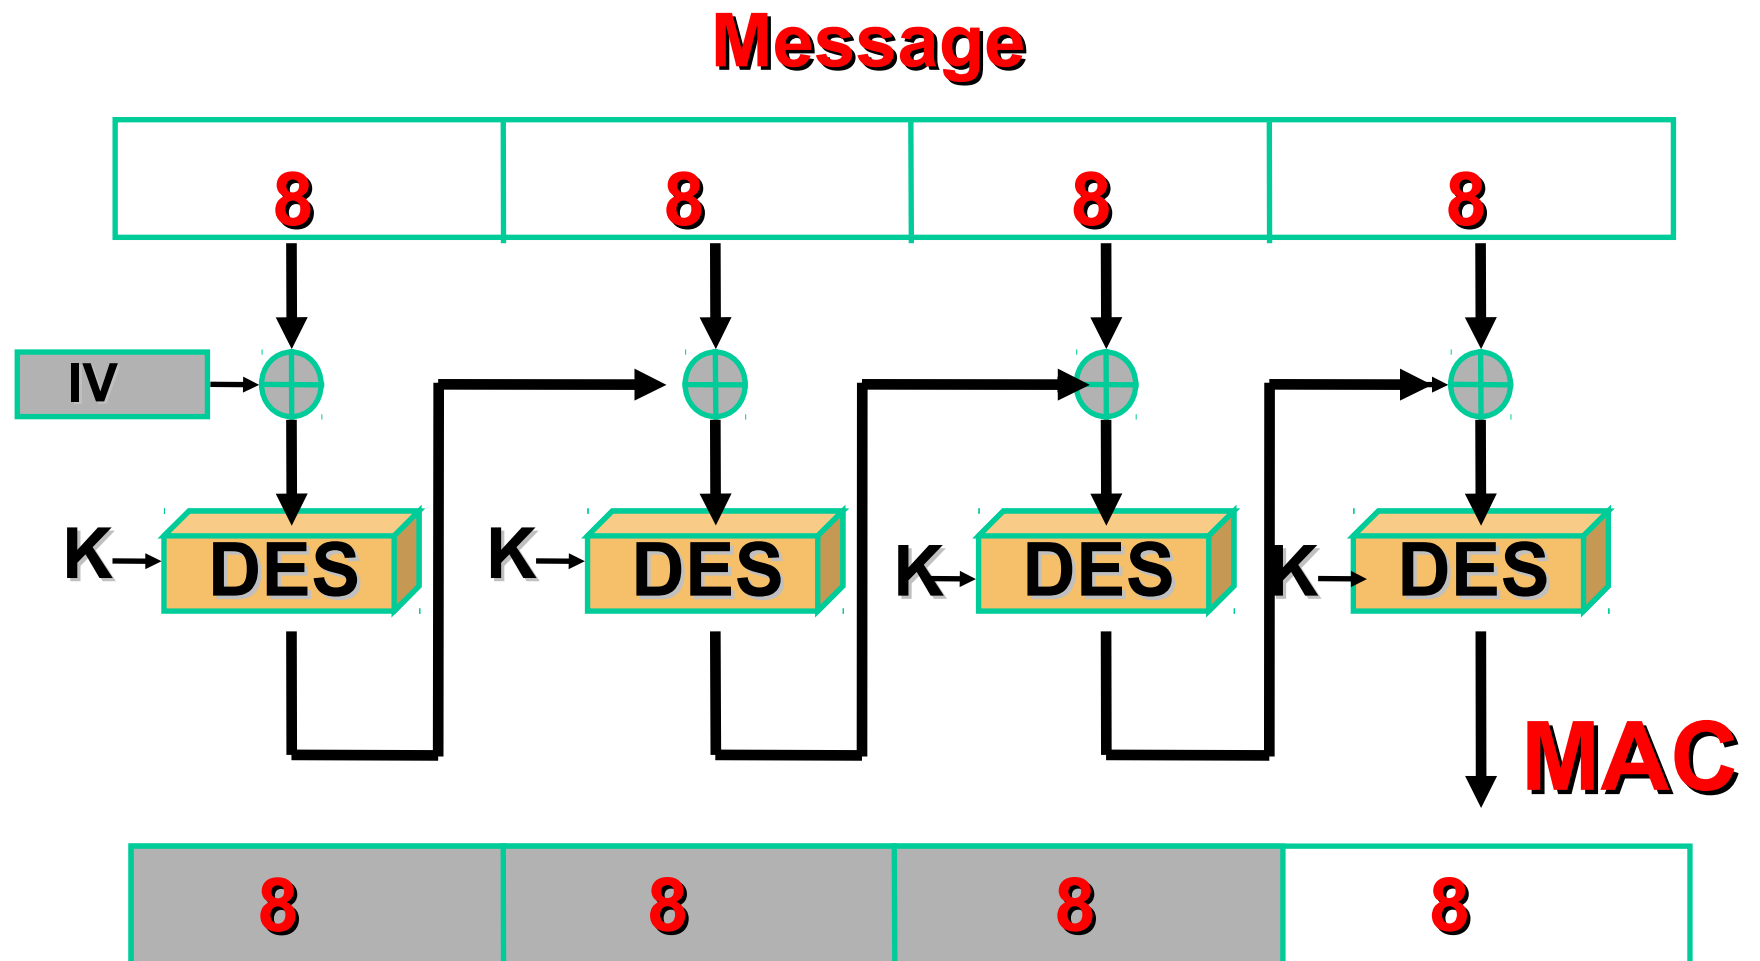 Message
8 8 8 8
IV
K DES K DES K DES K DES
MAC
8 8 8 8